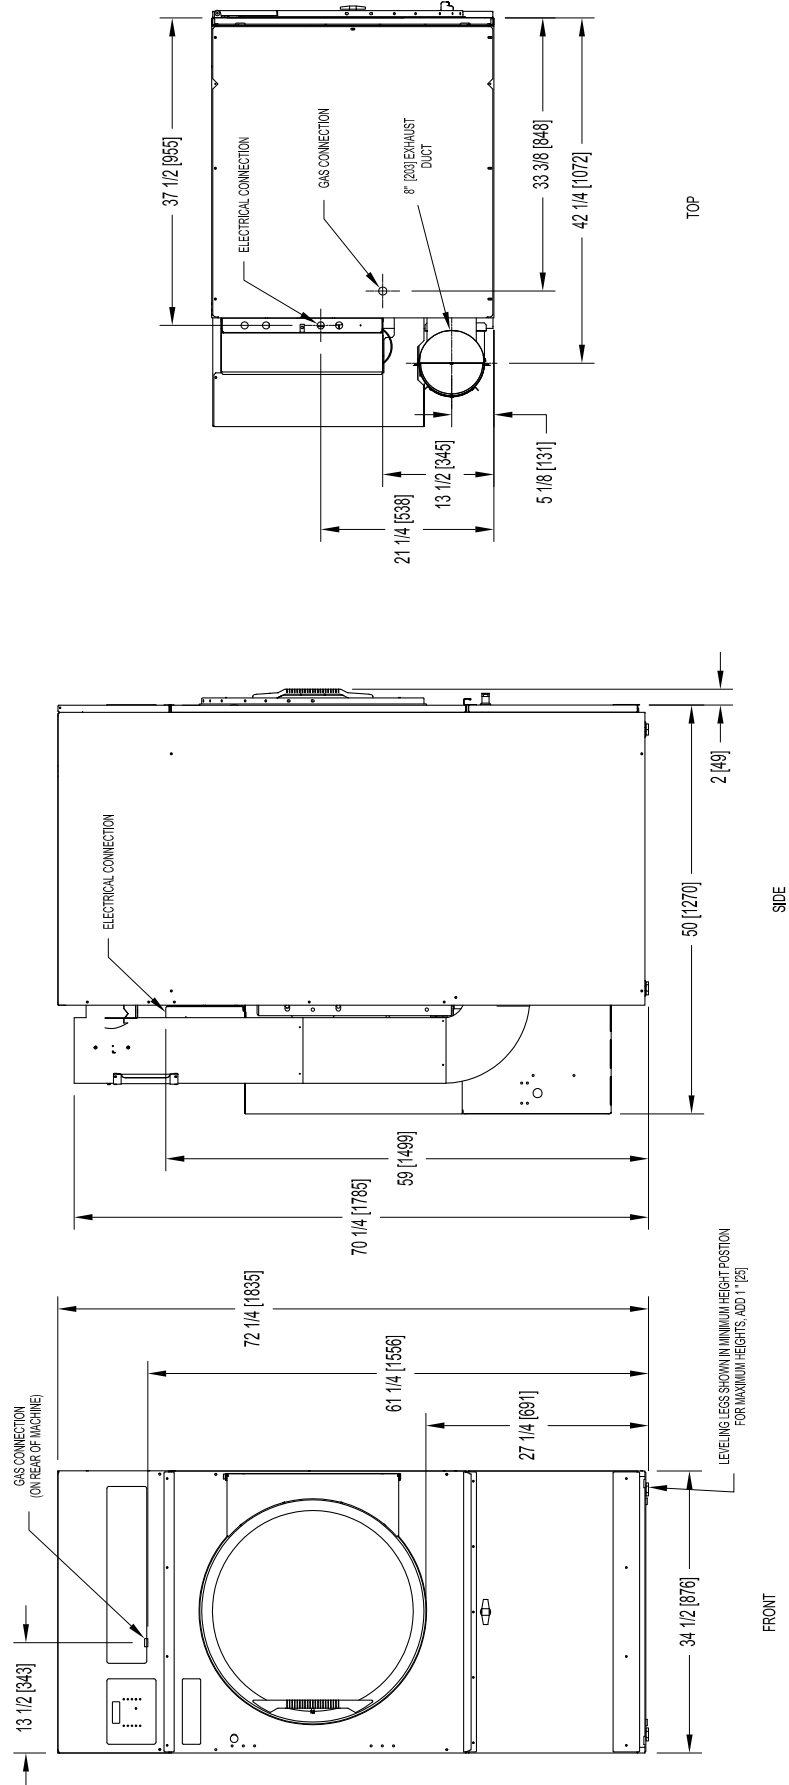 GAS CONNECTION
(ON REAR OF MACHINE)
13 1/2 [343]
72 1/4 [1835]
61 1/4 [1556]
27 1/4 [691]
34 1/2 [876]
LEVELING LEGS SHOWN IN MINIMUM HEIGHT POSTION
FOR MAXIMUM HEIGHTS, ADD 1 " [25]
FRONT
ELECTRICAL CONNECTION
70 1/4 [1785]
59 [1499]
50 [1270]
2 [49]
SIDE
37 1/2 [955]
ELECTRICAL CONNECTION
GAS CONNECTION
8" [203] EXHAUST
DUCT
33 3/8 [848]
42 1/4 [1072]
21 1/4 [538]
13 1/2 [345]
5 1/8 [131]
TOP